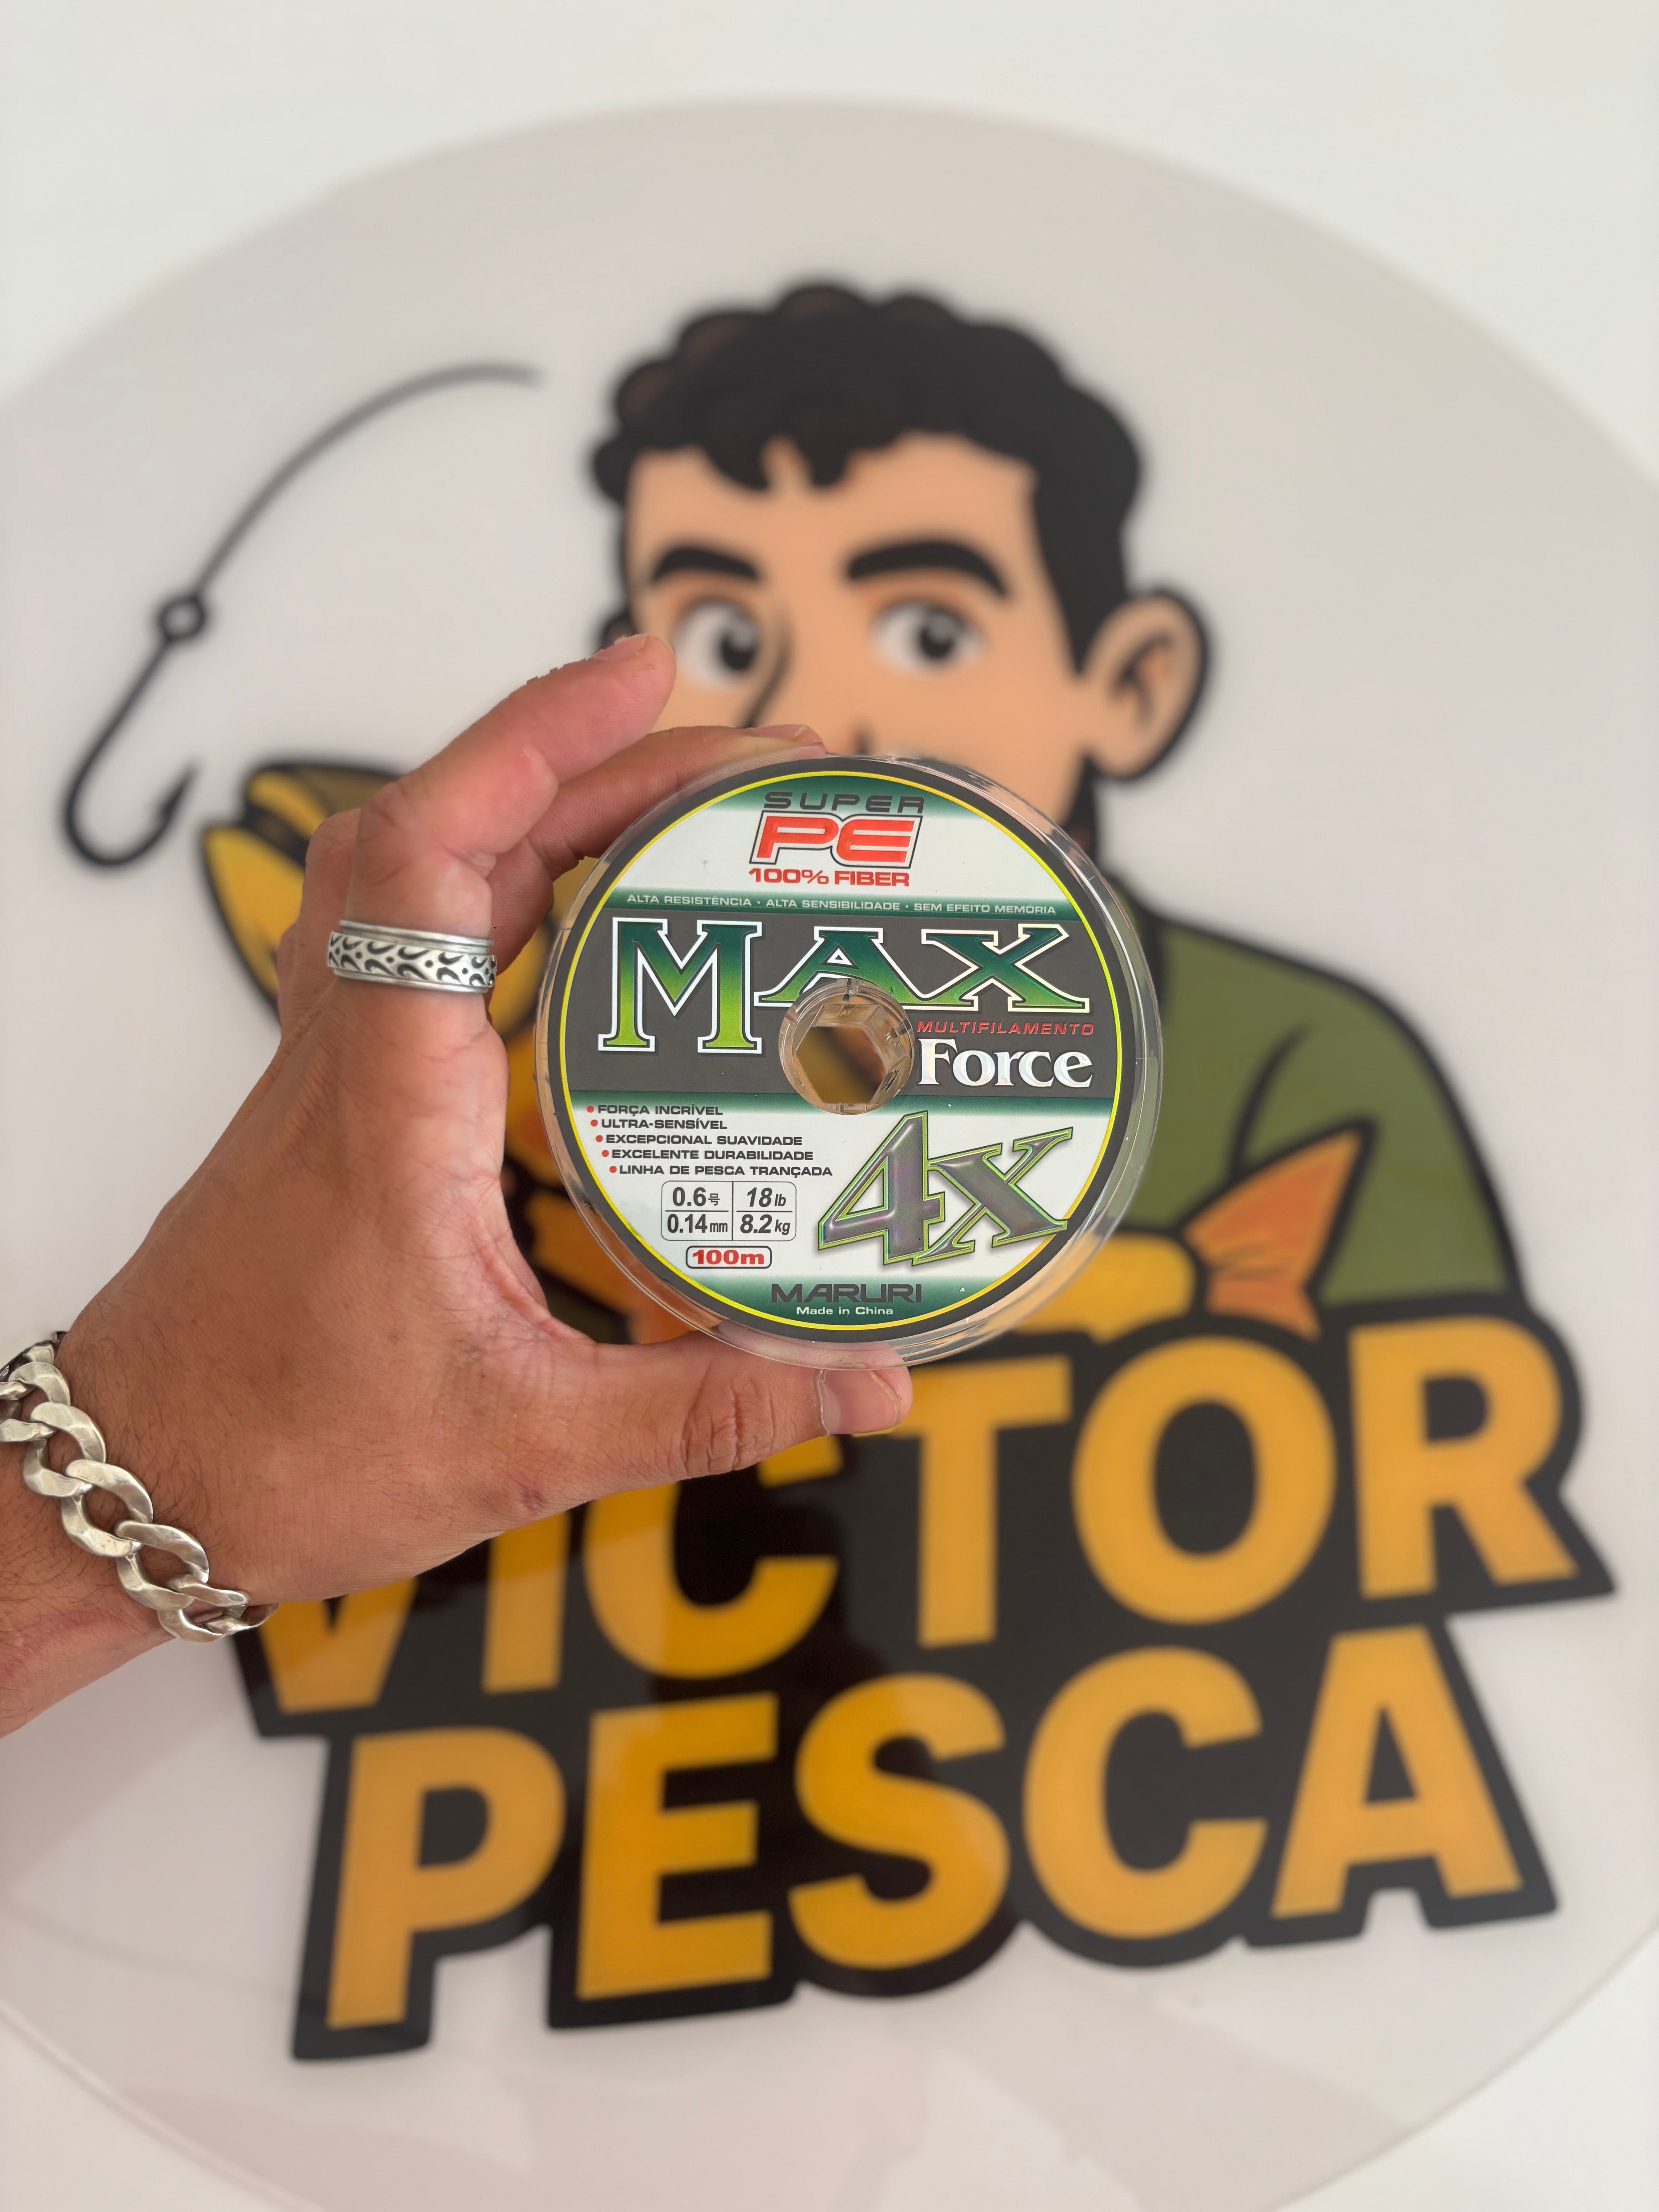 SUPER
PE
100% FIBER
ALTA RESISTÊNCIA • ALTA SENSIBILIDADE • SEM EFEITO MEMÓRIA
MAX
MULTIFILAMENTO
Force
• FORÇA INCRÍVEL
• ULTRA-SENSÍVEL
• EXCEPCIONAL SUAVIDADE
• EXCELENTE DURABILIDADE
• LINHA DE PESCA TRANÇADA
4X
0.6号 18lb
0.14mm 8.2kg
100m
MARURI
Made in China
VICTOR
PESCA